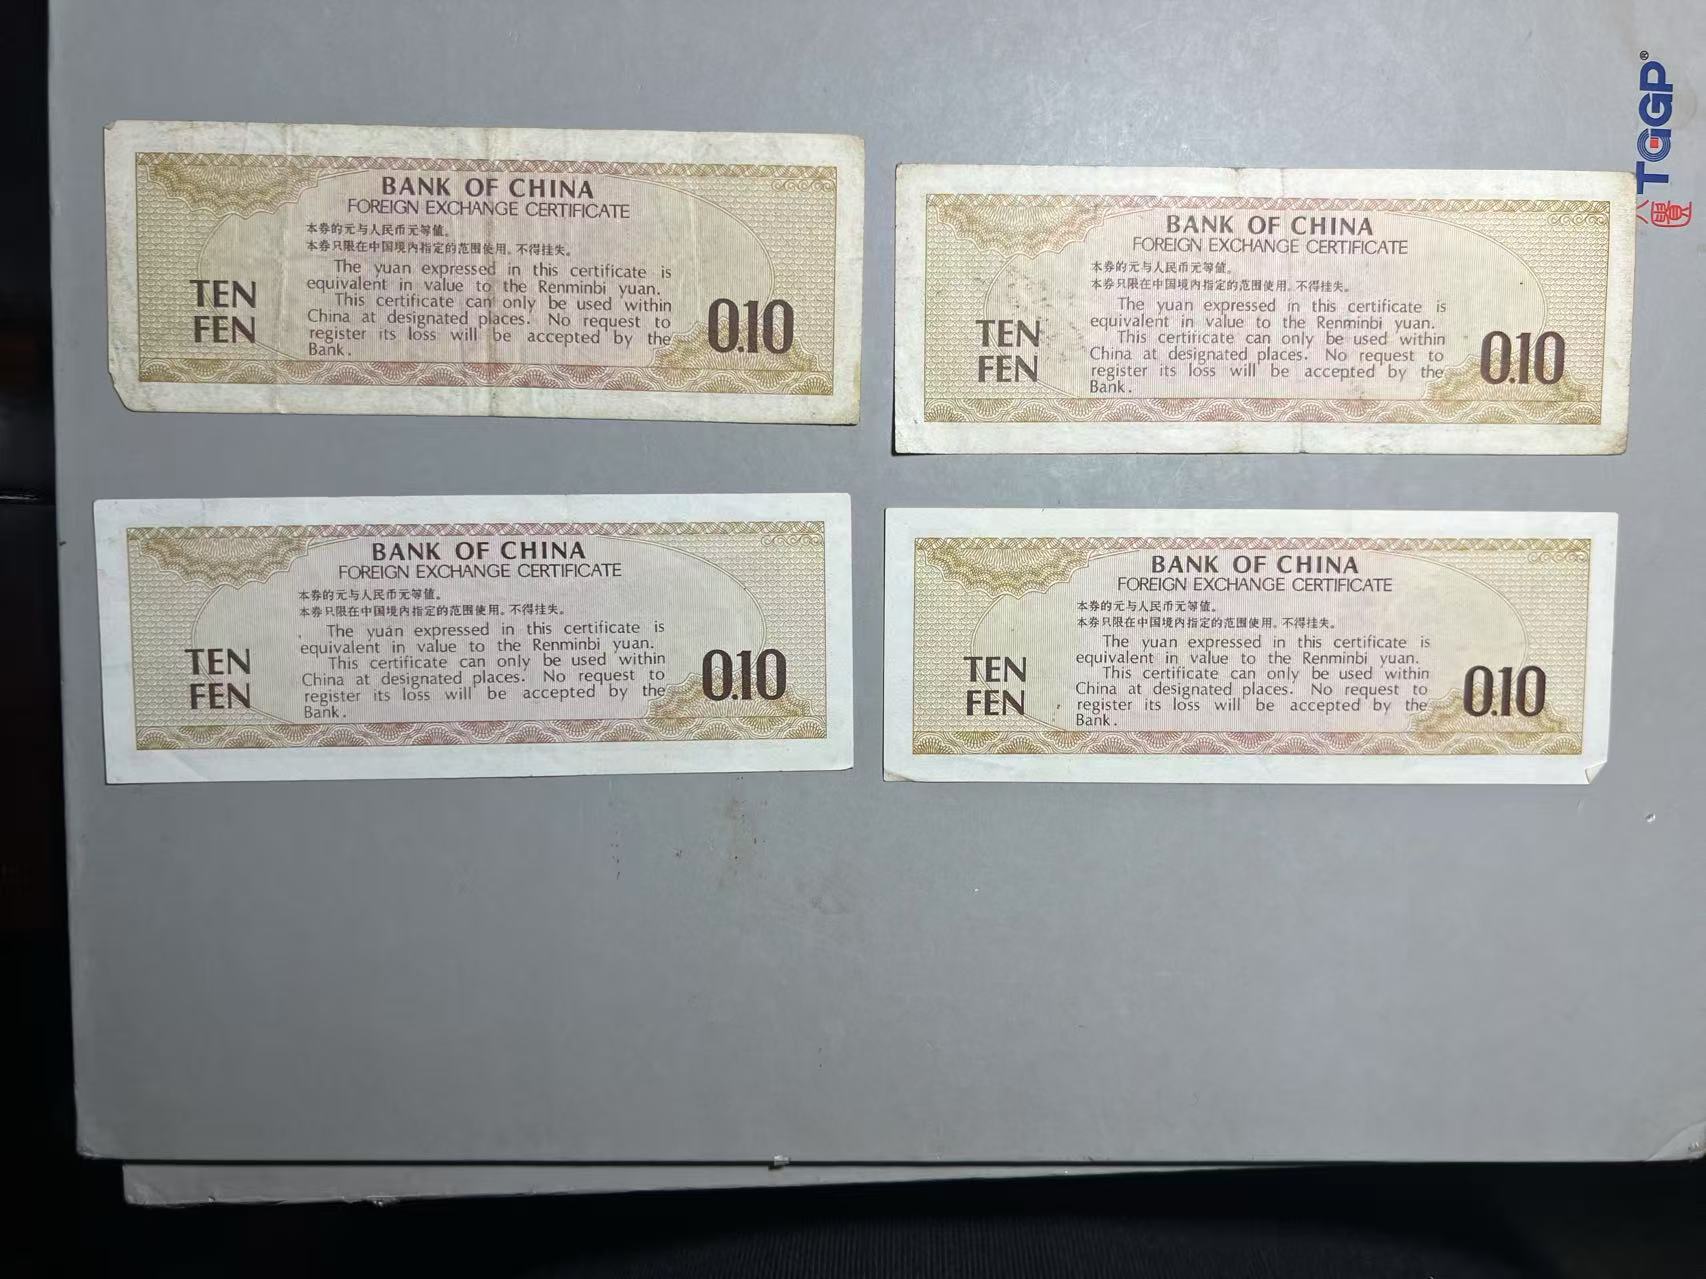 BANK OF CHINA
FOREIGN EXCHANGE CERTIFICATE
本券的元与人民币元等值。
本券只限在中国境内指定的范围使用。不得挂失。
The yuan expressed in this certificate is
equivalent in value to the Renminbi yuan.
This certificate can only be used within
China at designated places. No request to
register its loss will be accepted by the
Bank.
TEN
FEN
0.10
BANK OF CHINA
FOREIGN EXCHANGE CERTIFICATE
本券的元与人民币元等值。
本券只限在中国境内指定的范围使用。不得挂失。
The yuan expressed in this certificate is
equivalent in value to the Renminbi yuan.
This certificate can only be used within
China at designated places. No request to
register its loss will be accepted by the
Bank.
TEN
FEN
0.10
BANK OF CHINA
FOREIGN EXCHANGE CERTIFICATE
本券的元与人民币元等值。
本券只限在中国境内指定的范围使用。不得挂失。
The yuan expressed in this certificate is
equivalent in value to the Renminbi yuan.
This certificate can only be used within
China at designated places. No request to
register its loss will be accepted by the
Bank.
TEN
FEN
0.10
BANK OF CHINA
FOREIGN EXCHANGE CERTIFICATE
本券的元与人民币元等值。
本券只限在中国境内指定的范围使用。不得挂失。
The yuan expressed in this certificate is
equivalent in value to the Renminbi yuan.
This certificate can only be used within
China at designated places. No request to
register its loss will be accepted by the
Bank.
TEN
FEN
0.10
TQGP®